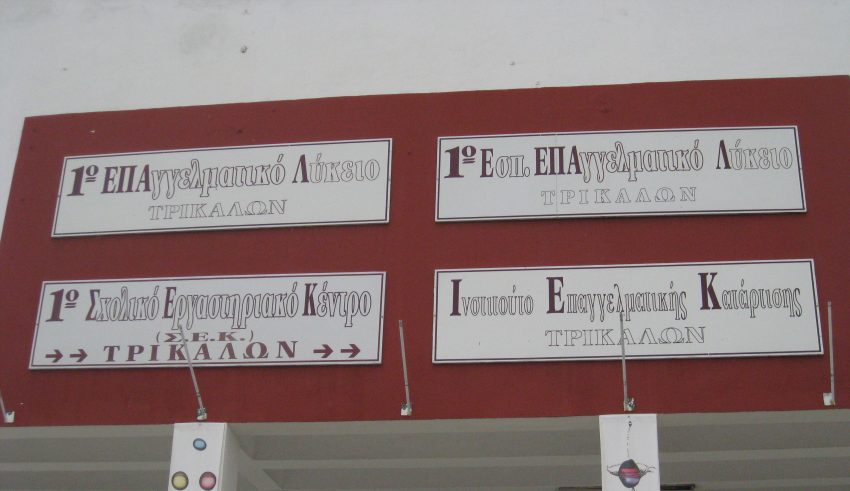 1º ΕΠΑγγελματικό Λύκειο
ΤΡΙΚΑΛΩΝ
1º Εσπ. ΕΠΑγγελματικό Λύκειο
ΤΡΙΚΑΛΩΝ
1º Σχολικό Εργαστηριακό Κέντρο
(Σ.Ε.Κ.)
→→ ΤΡΙΚΑΛΩΝ →→
Ινστιτούτο Επαγγελματικής Κατάρτισης
ΤΡΙΚΑΛΩΝ